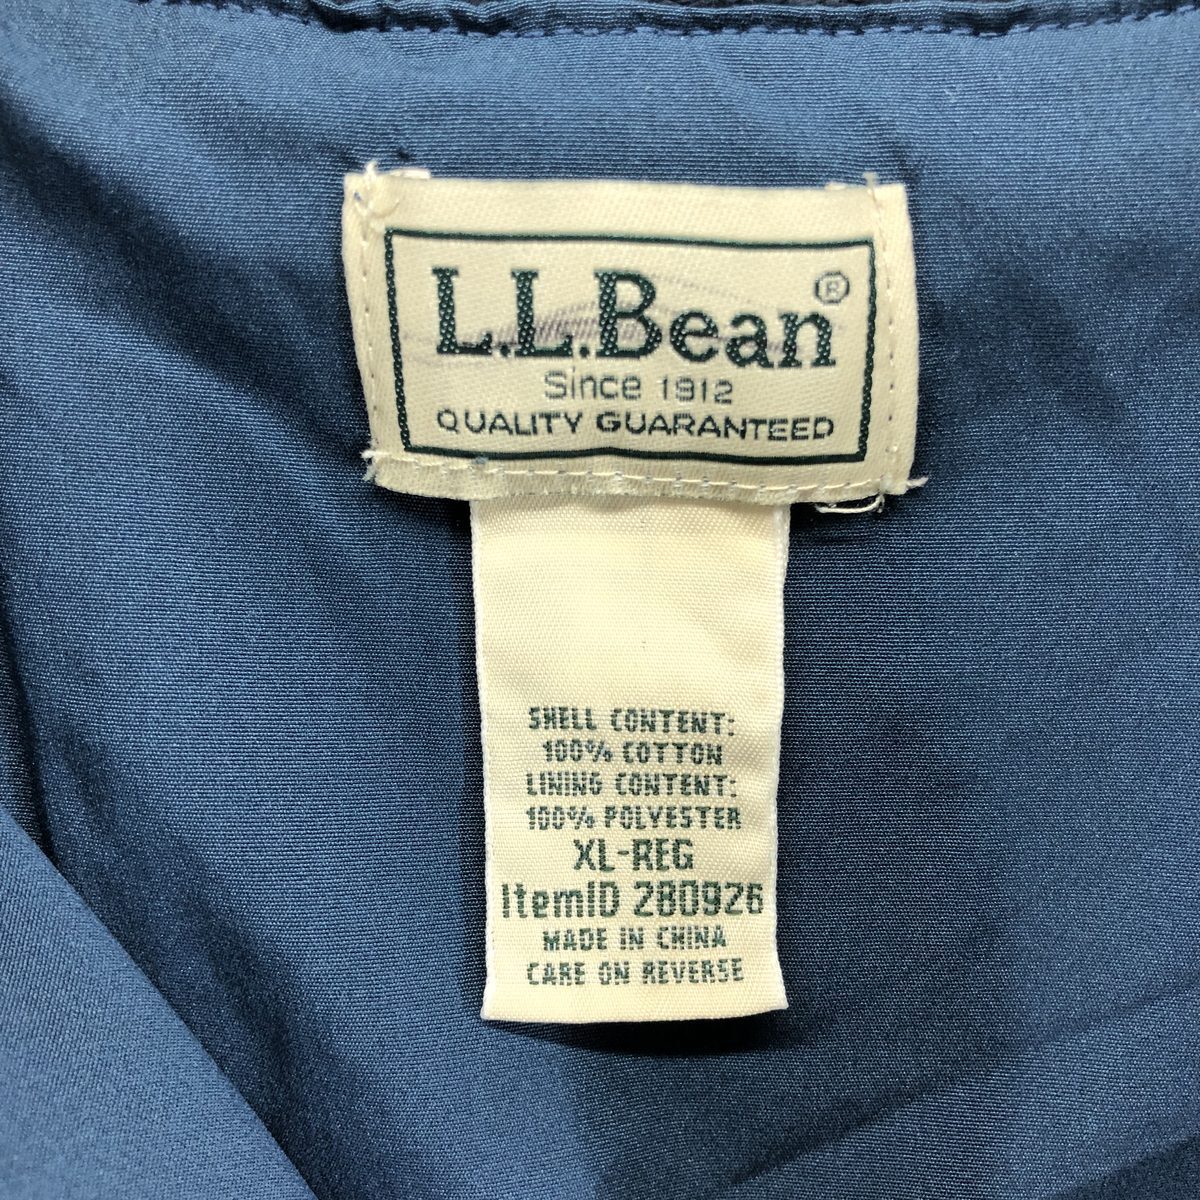 L.L.Bean®
Since 1912
QUALITY GUARANTEED
SHELL CONTENT:
100% COTTON
LINING CONTENT:
100% POLYESTER
XL-REG
ItemID 280926
MADE IN CHINA
CARE ON REVERSE